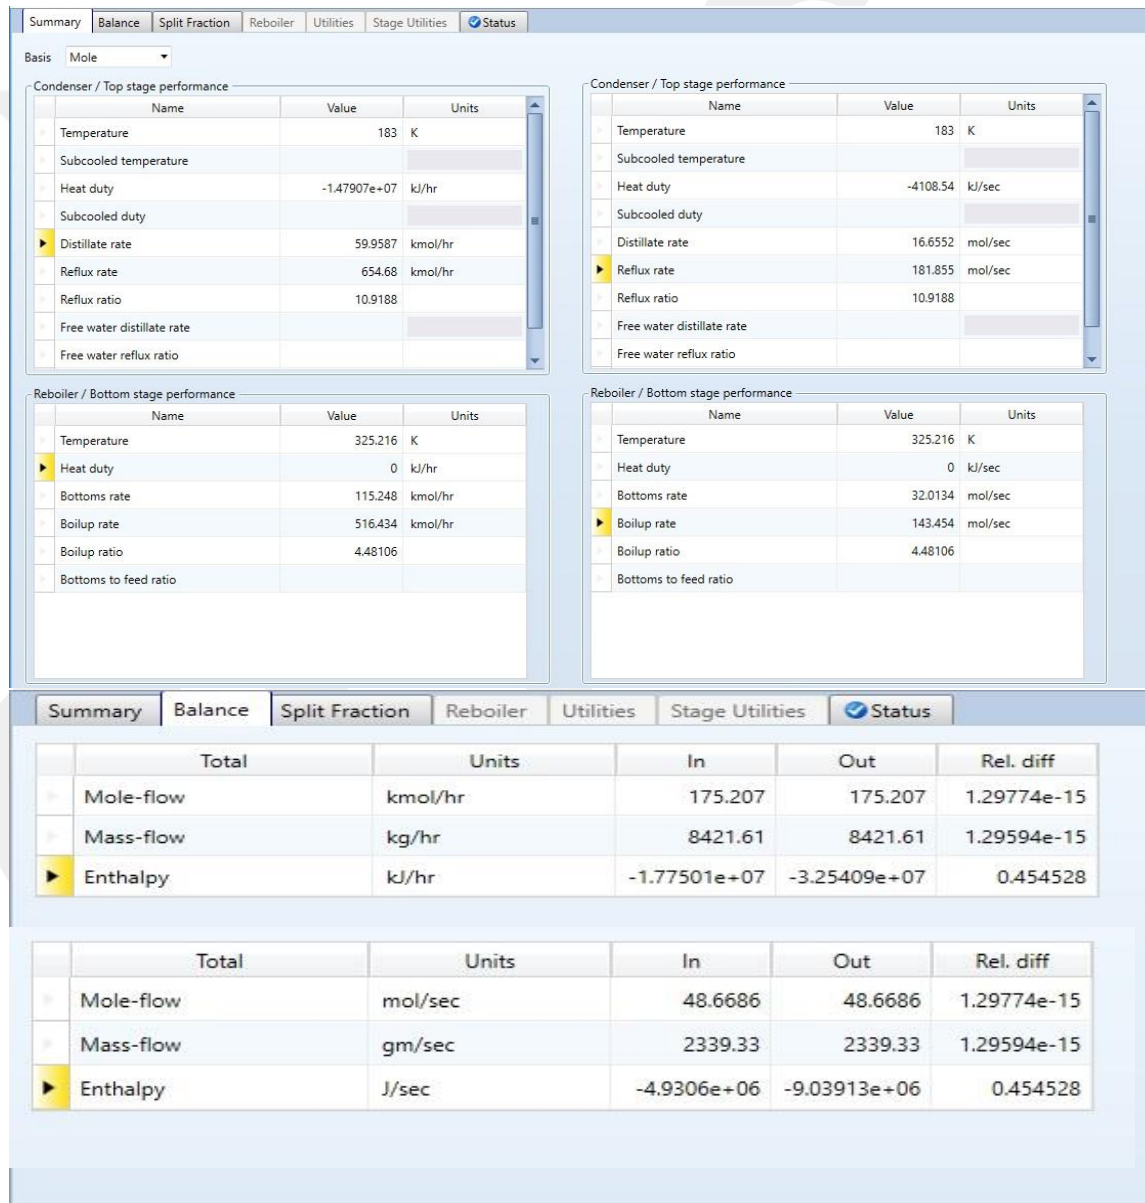 Summary Balance Split Fraction Reboiler Utilities Stage Utilities Status
Basis Mole
Condenser / Top stage performance
Name Value Units
Temperature 183 K
Subcooled temperature
Heat duty -1.47907e+07 kJ/hr
Subcooled duty
Distillate rate 59.9587 kmol/hr
Reflux rate 654.68 kmol/hr
Reflux ratio 10.9188
Free water distillate rate
Free water reflux ratio
Condenser / Top stage performance
Name Value Units
Temperature 183 K
Subcooled temperature
Heat duty -4108.54 kJ/sec
Subcooled duty
Distillate rate 16.6552 mol/sec
Reflux rate 181.855 mol/sec
Reflux ratio 10.9188
Free water distillate rate
Free water reflux ratio
Reboiler / Bottom stage performance
Name Value Units
Temperature 325.216 K
Heat duty 0 kJ/hr
Bottoms rate 115.248 kmol/hr
Boilup rate 516.434 kmol/hr
Boilup ratio 4.48106
Bottoms to feed ratio
Reboiler / Bottom stage performance
Name Value Units
Temperature 325.216 K
Heat duty 0 kJ/sec
Bottoms rate 32.0134 mol/sec
Boilup rate 143.454 mol/sec
Boilup ratio 4.48106
Bottoms to feed ratio
Summary Balance Split Fraction Reboiler Utilities Stage Utilities Status
Total Units In Out Rel. diff
Mole-flow kmol/hr 175.207 175.207 1.29774e-15
Mass-flow kg/hr 8421.61 8421.61 1.29594e-15
Enthalpy kJ/hr -1.77501e+07 -3.25409e+07 0.454528
Total Units In Out Rel. diff
Mole-flow mol/sec 48.6686 48.6686 1.29774e-15
Mass-flow gm/sec 2339.33 2339.33 1.29594e-15
Enthalpy J/sec -4.9306e+06 -9.03913e+06 0.454528